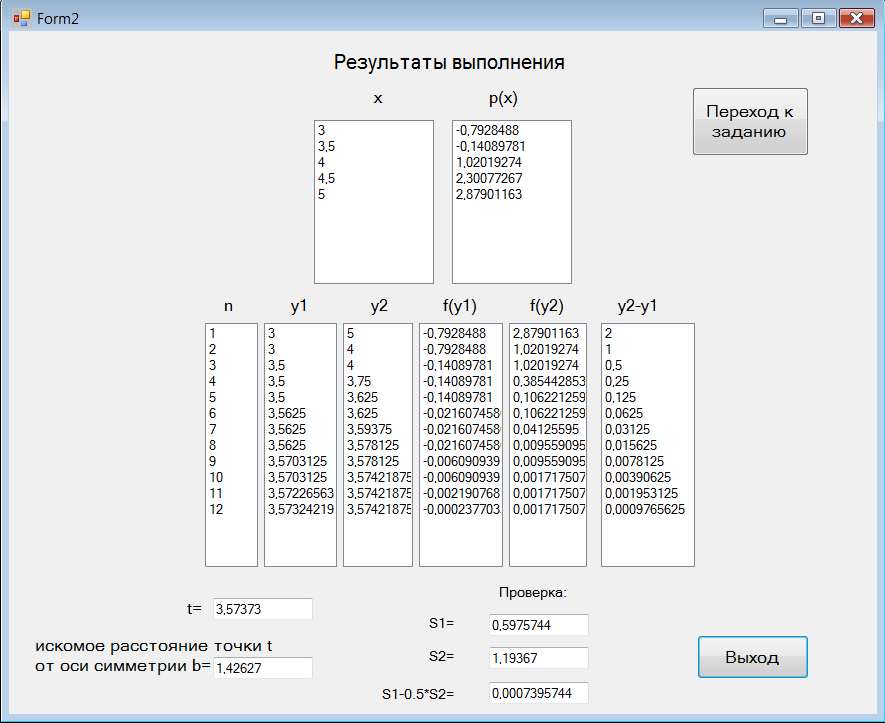 Form2
Результаты выполнения
x p(x)
Переход к
заданию
3 -0,7928488
3,5 -0,14089781
4 1,02019274
4,5 2,30077267
5 2,87901163
n y1 y2 f(y1) f(y2) y2-y1
1 3 5 -0,7928488 2,87901163 2
2 3 4 -0,7928488 1,02019274 1
3 3,5 4 -0,14089781 1,02019274 0,5
4 3,5 3,75 -0,14089781 0,385442853 0,25
5 3,5 3,625 -0,14089781 0,106221259 0,125
6 3,5625 3,625 -0,021607458 0,106221259 0,0625
7 3,5625 3,59375 -0,021607458 0,04125595 0,03125
8 3,5625 3,578125 -0,021607458 0,009559095 0,015625
9 3,5703125 3,578125 -0,006090939 0,009559095 0,0078125
10 3,5703125 3,57421875 -0,006090939 0,001717507 0,00390625
11 3,57226563 3,57421875 -0,002190768 0,001717507 0,001953125
12 3,57324219 3,57421875 -0,000237703 0,001717507 0,0009765625
Проверка:
t= 3,57373
S1= 0,5975744
искомое расстояние точки t
от оси симметрии b= 1,42627
S2= 1,19367
Выход
S1-0.5*S2= 0,0007395744